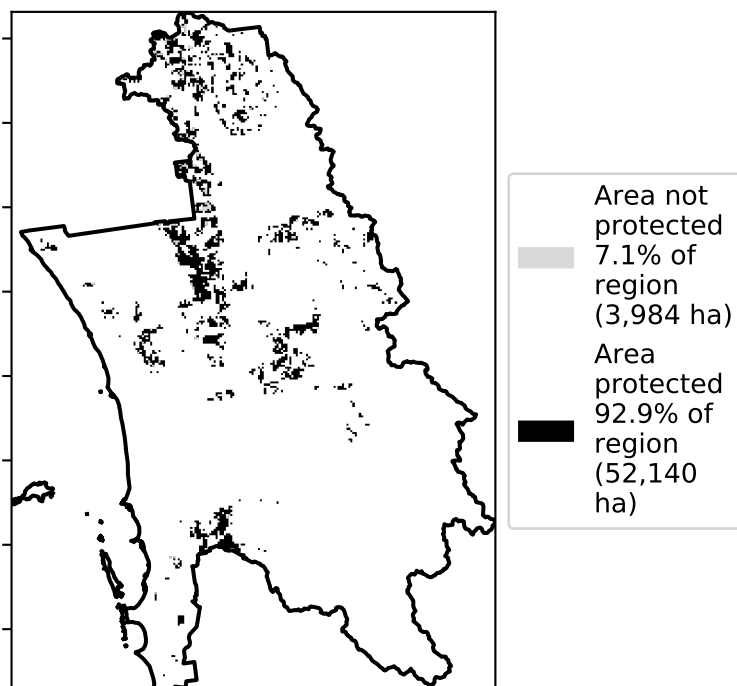 Area not
protected
7.1% of
region
(3,984 ha)
Area
protected
92.9% of
region
(52,140
ha)